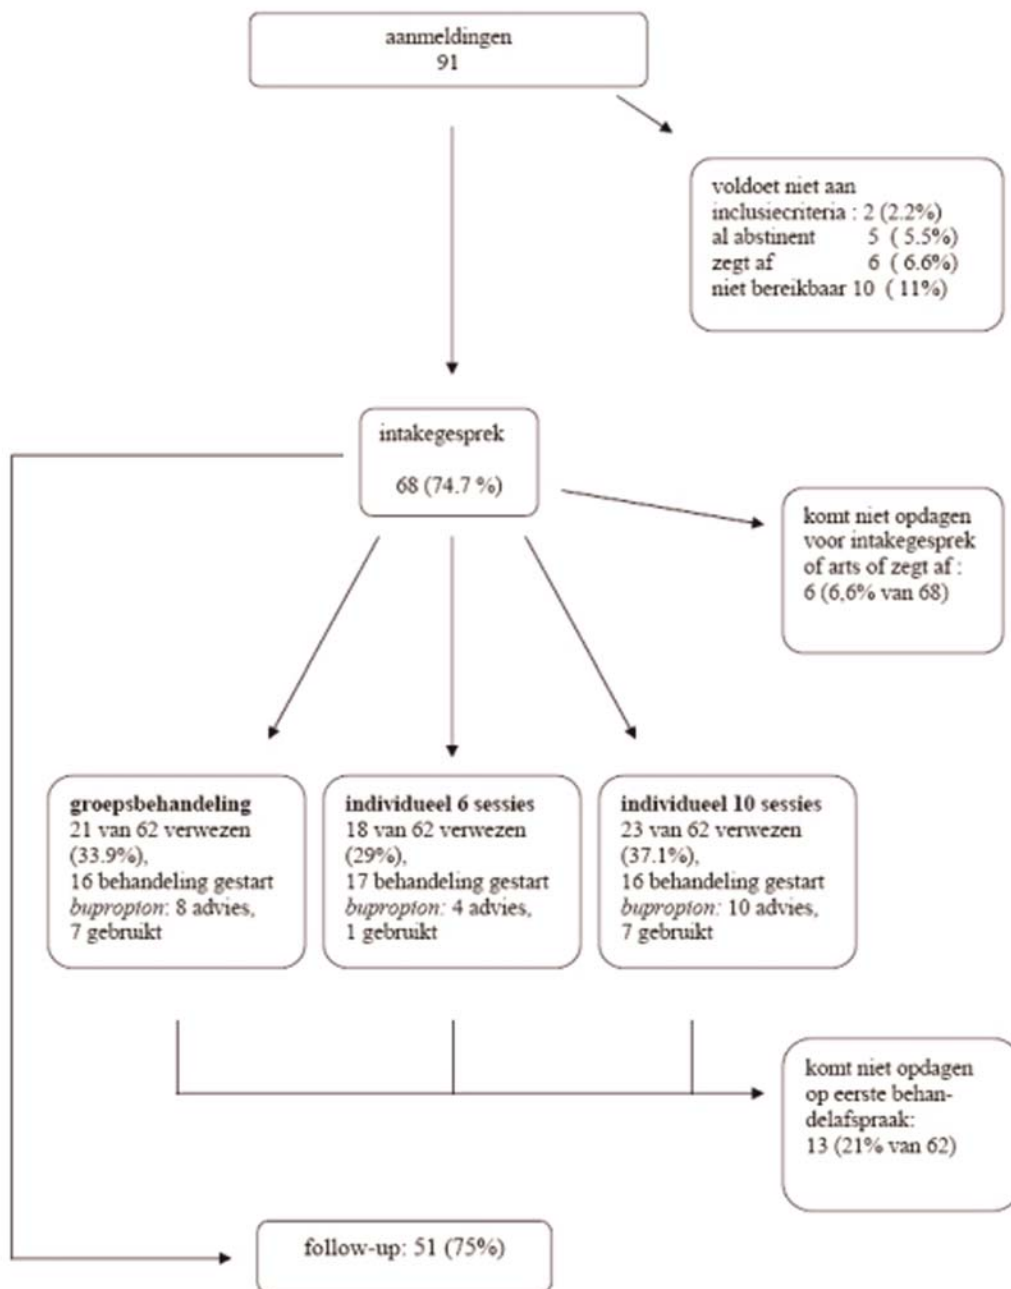 aanmeldingen
91
voldoet niet aan
inclusiecriteria : 2 (2.2%)
al abstinent 5 ( 5.5%)
zegt af 6 ( 6.6%)
niet bereikbaar 10 ( 11%)
intakegesprek
68 (74.7 %)
komt niet opdagen
voor intakegesprek
of arts of zegt af :
6 (6,6% van 68)
groepsbehandeling
21 van 62 verwezen
(33.9%),
16 behandeling gestart
bupropton: 8 advies,
7 gebruikt
individueel 6 sessies
18 van 62 verwezen
(29%),
17 behandeling gestart
bupropton: 4 advies,
1 gebruikt
individueel 10 sessies
23 van 62 verwezen
(37.1%),
16 behandeling gestart
bupropton: 10 advies,
7 gebruikt
komt niet opdagen
op eerste behan-
delafspraak:
13 (21% van 62)
follow-up: 51 (75%)